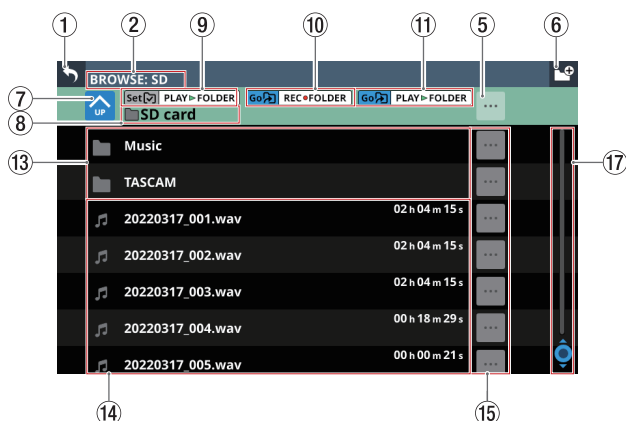 ① ② ⑨ ⑩ ⑪ ⑤ ⑥
BROWSE: SD
⑦ UP Set PLAY FOLDER Go REC FOLDER Go PLAY FOLDER ...
⑧ SD card
⑬ Music ... ⑰
TASCAM ...
20220317_001.wav 02 h 04 m 15 s ...
20220317_002.wav 02 h 04 m 15 s ...
20220317_003.wav 02 h 04 m 15 s ...
20220317_004.wav 00 h 18 m 29 s ...
20220317_005.wav 00 h 00 m 21 s ...
⑭ ⑮